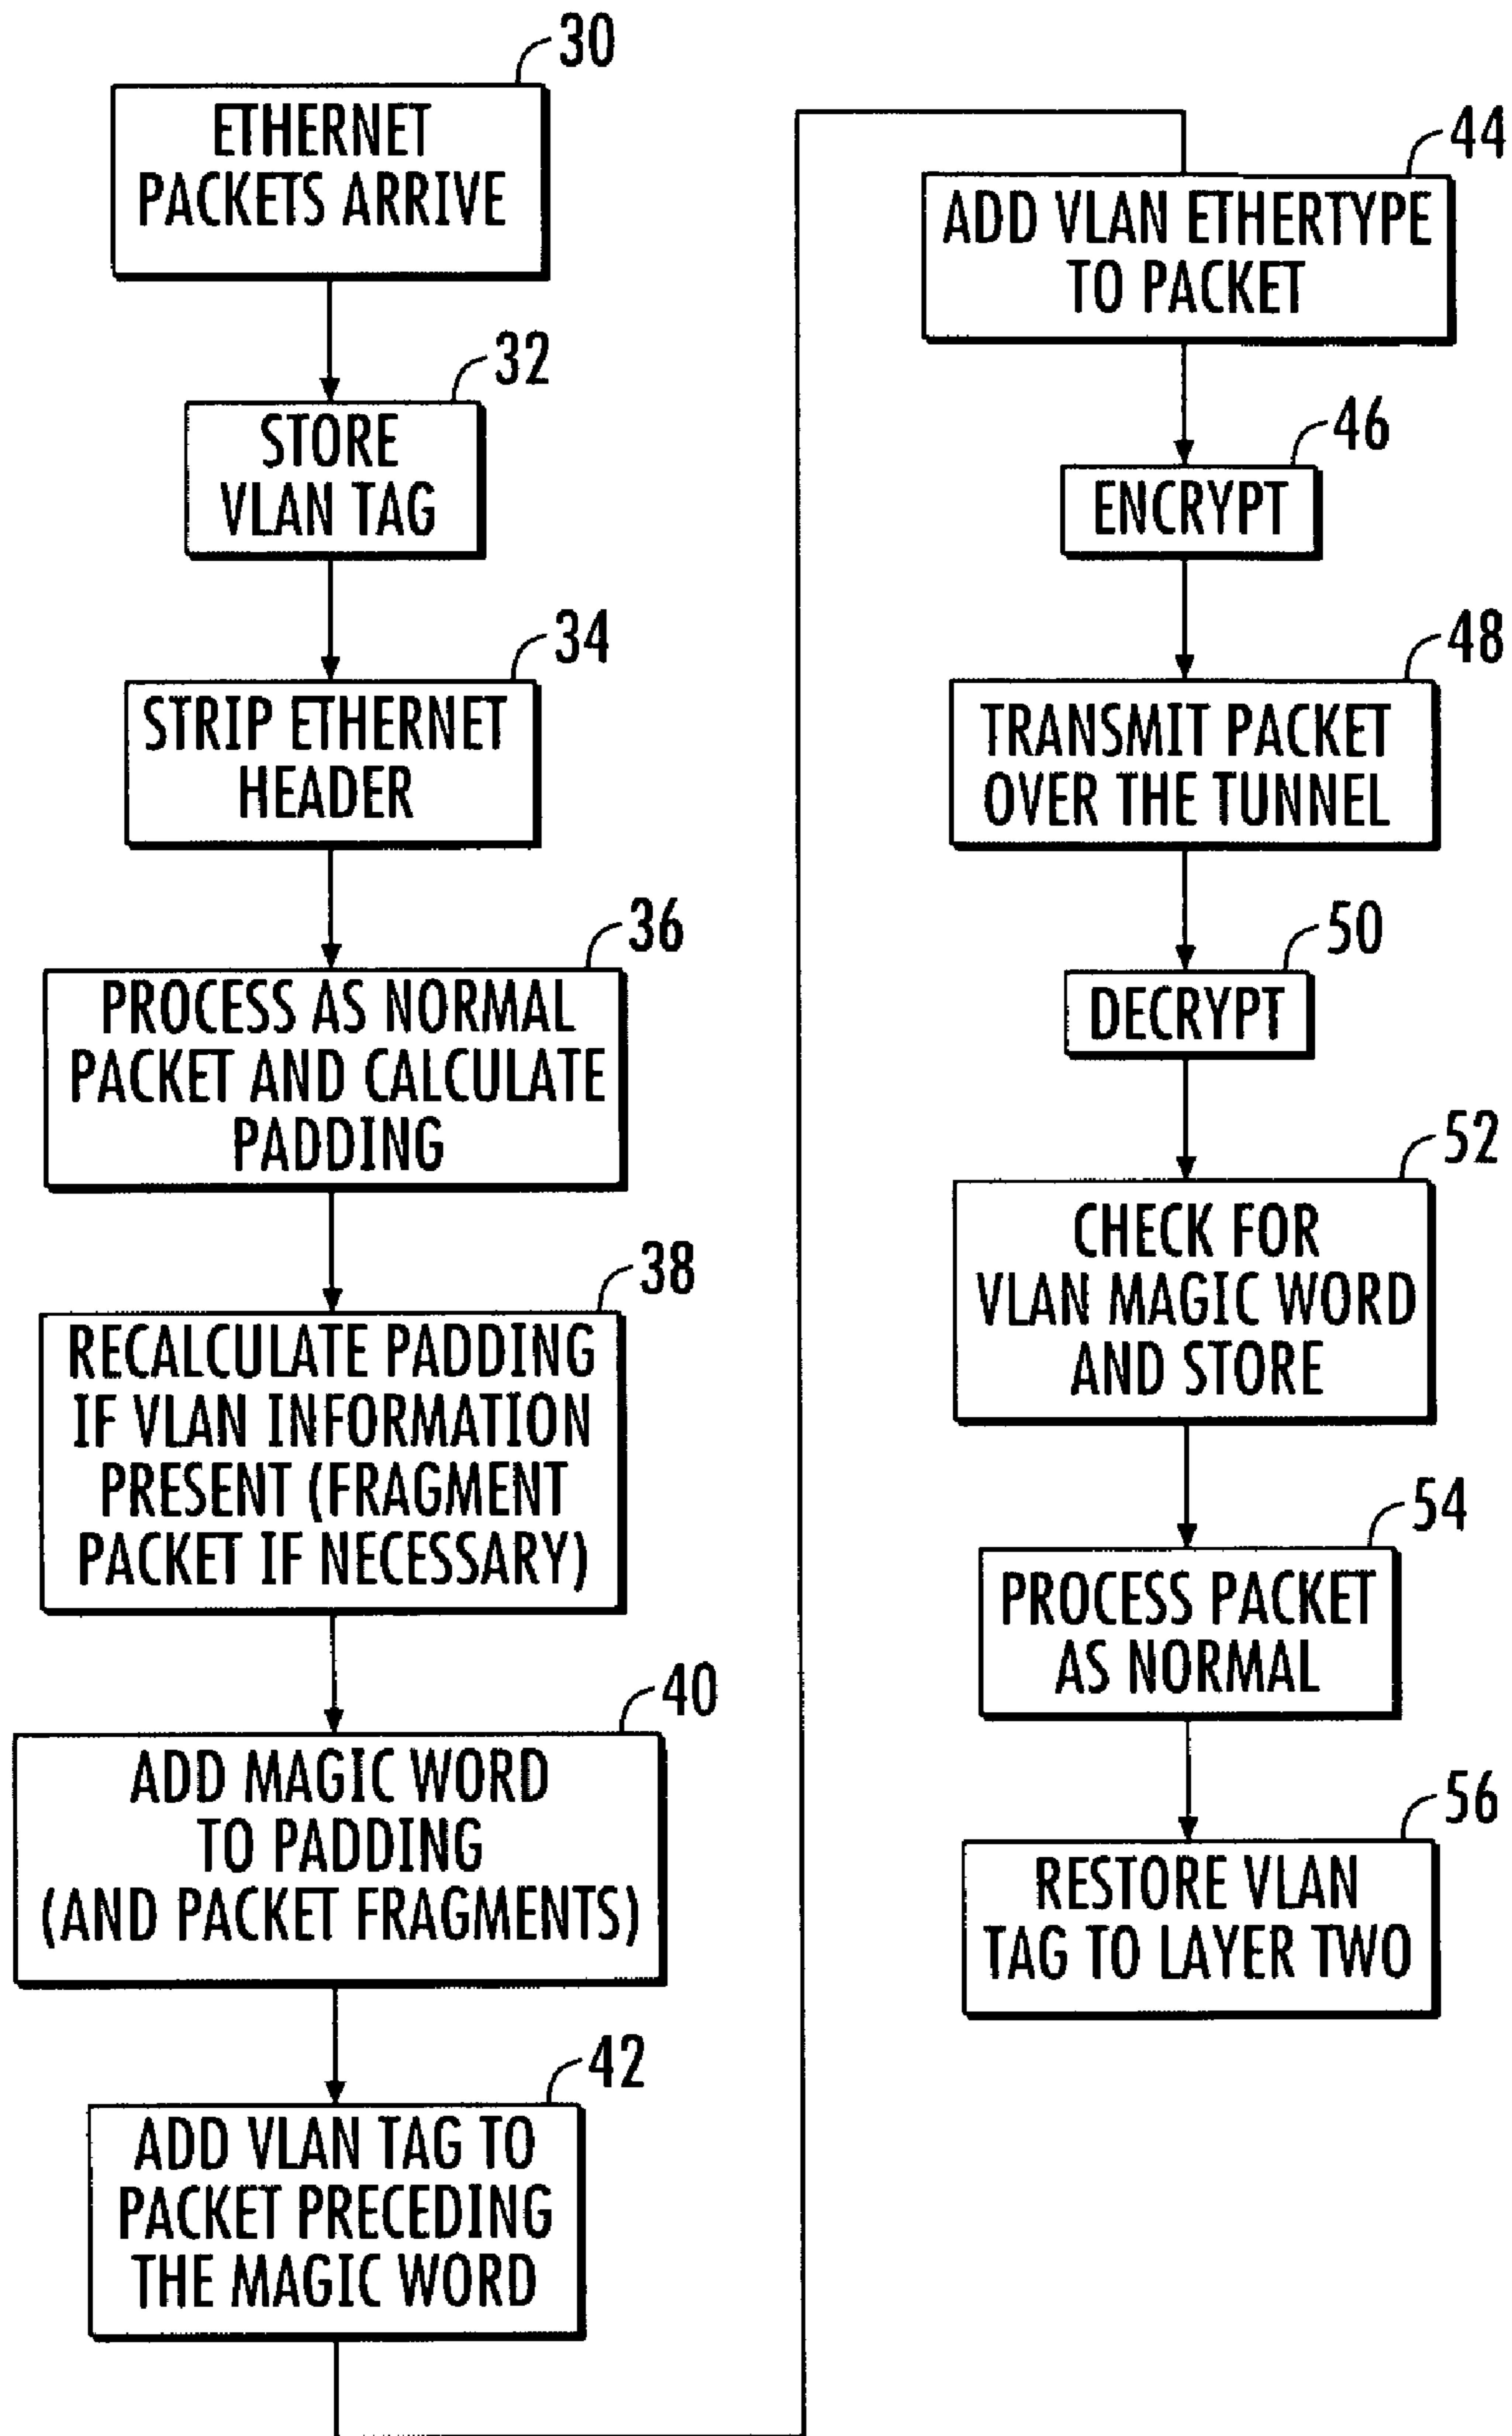 30
ETHERNET
PACKETS ARRIVE
32
STORE
VLAN TAG
34
STRIP ETHERNET
HEADER
36
PROCESS AS NORMAL
PACKET AND CALCULATE
PADDING
38
RECALCULATE PADDING
IF VLAN INFORMATION
PRESENT (FRAGMENT
PACKET IF NECESSARY)
40
ADD MAGIC WORD
TO PADDING
(AND PACKET FRAGMENTS)
42
ADD VLAN TAG TO
PACKET PRECEDING
THE MAGIC WORD
44
ADD VLAN ETHERTYPE
TO PACKET
46
ENCRYPT
48
TRANSMIT PACKET
OVER THE TUNNEL
50
DECRYPT
52
CHECK FOR
VLAN MAGIC WORD
AND STORE
54
PROCESS PACKET
AS NORMAL
56
RESTORE VLAN
TAG TO LAYER TWO